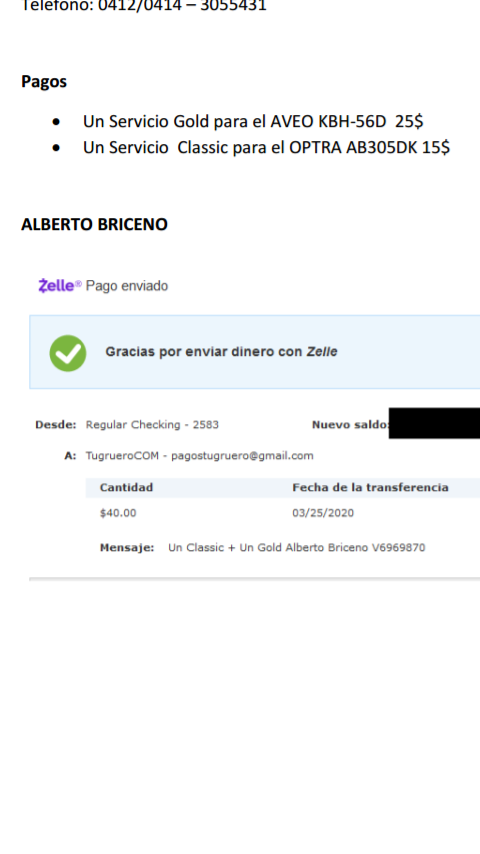 Teléfono: 0412/0414 – 3055431
Pagos
• Un Servicio Gold para el AVEO KBH-56D 25$
• Un Servicio Classic para el OPTRA AB305DK 15$
ALBERTO BRICENO
Zelle® Pago enviado
Gracias por enviar dinero con Zelle
Desde: Regular Checking - 2583 Nuevo saldo:
A: TugrueroCOM - pagostugruero@gmail.com
Cantidad Fecha de la transferencia
$40.00 03/25/2020
Mensaje: Un Classic + Un Gold Alberto Briceno V6969870